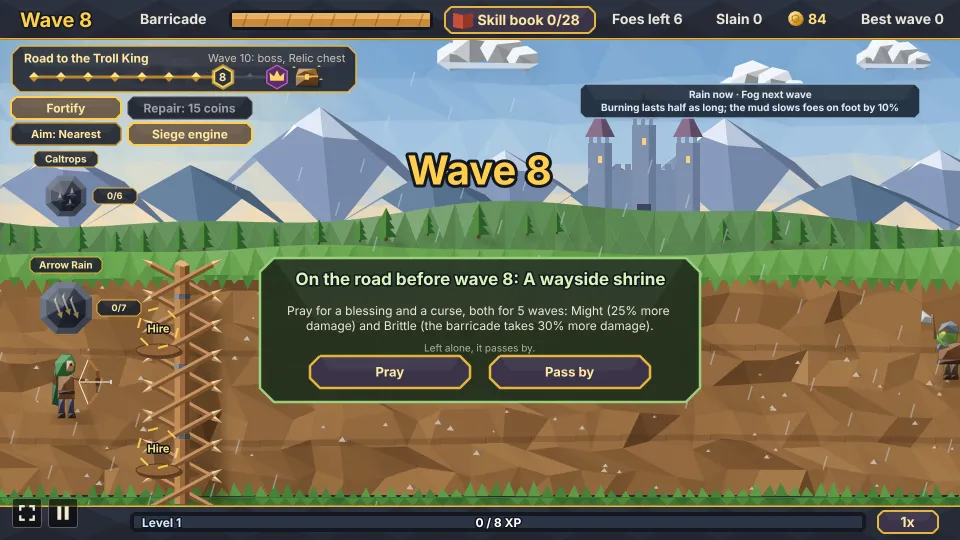 Wave 8
Barricade
Skill book 0/28
Foes left 6
Slain 0
84
Best wave 0
Road to the Troll King
Wave 10: boss, Relic chest
8
Rain now · Fog next wave
Burning lasts half as long; the mud slows foes on foot by 10%
Fortify
Repair: 15 coins
Aim: Nearest
Siege engine
Caltrops
0/6
Wave 8
Arrow Rain
0/7
Hire
On the road before wave 8: A wayside shrine
Pray for a blessing and a curse, both for 5 waves: Might (25% more
damage) and Brittle (the barricade takes 30% more damage).
Left alone, it passes by.
Pray
Pass by
Hire
Level 1
0 / 8 XP
1x